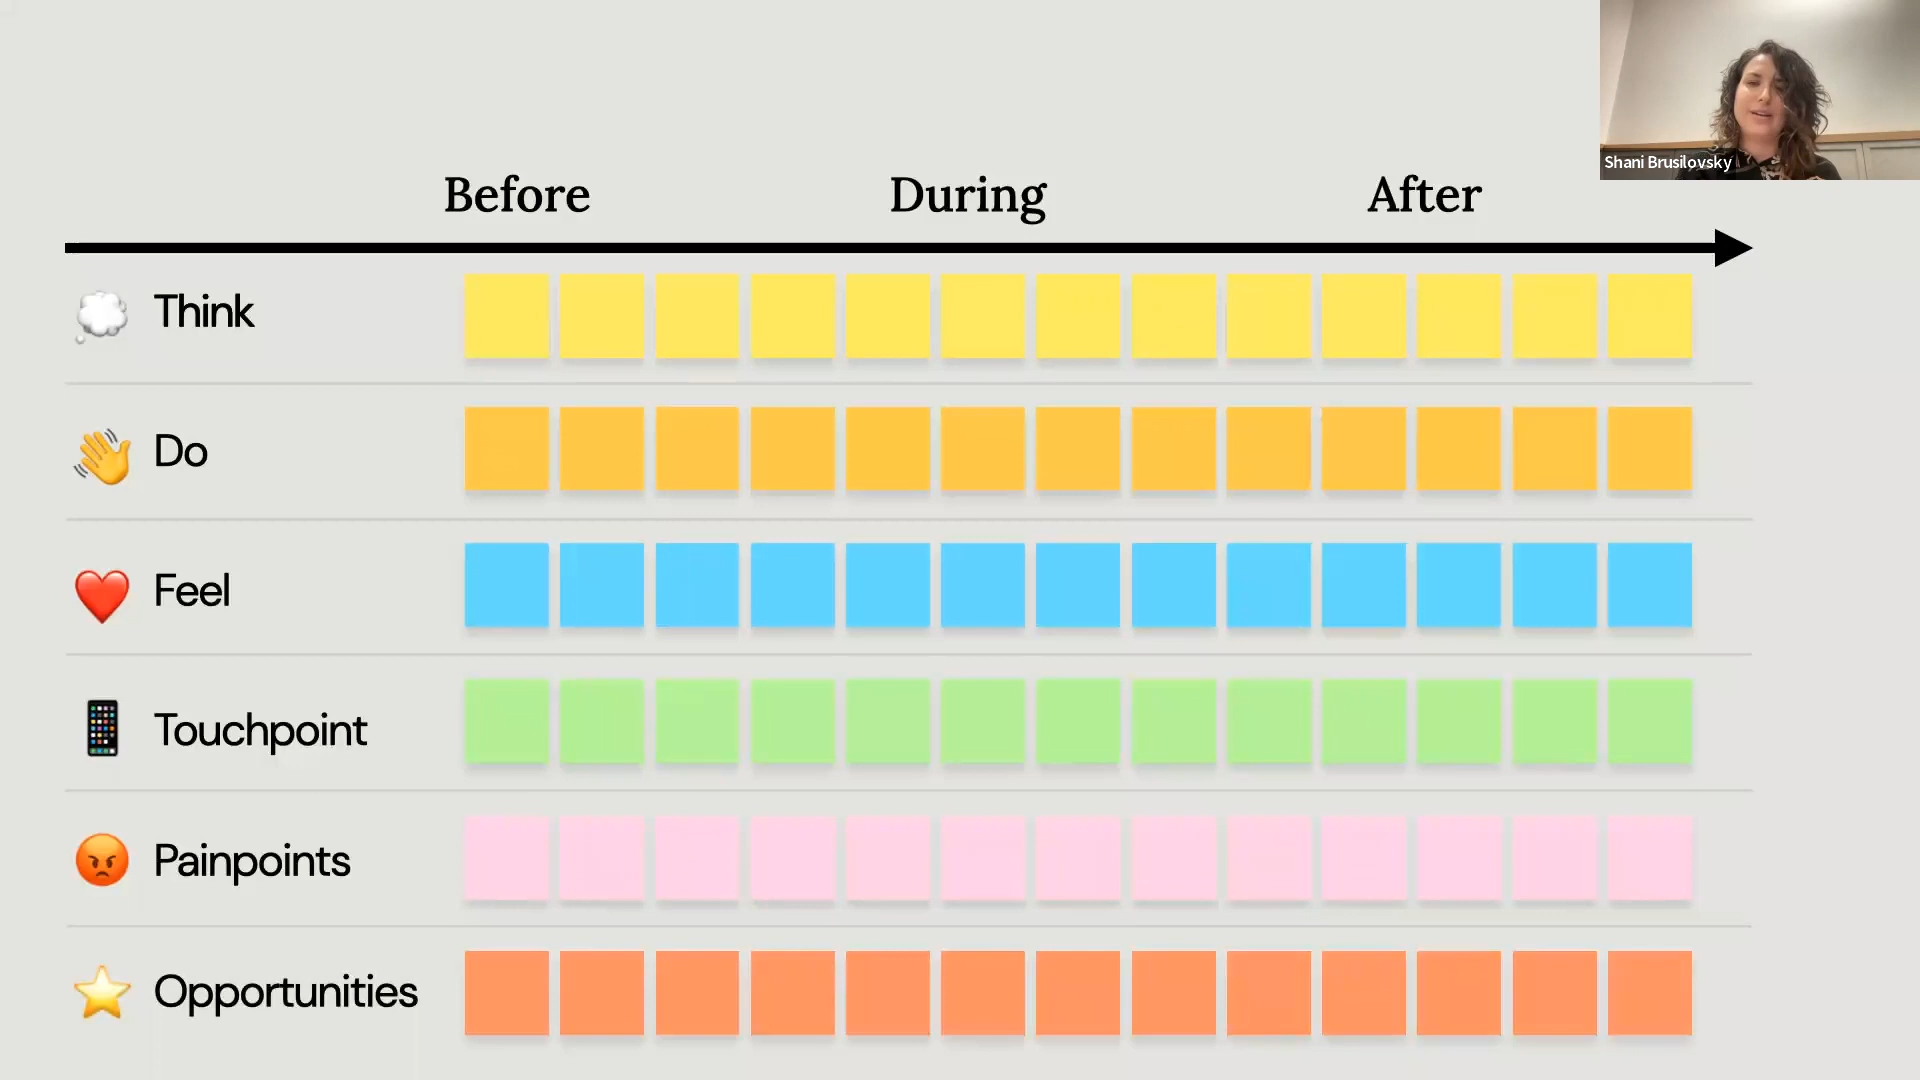 Shani Brusilovsky
Before During After
Think
Do
Feel
Touchpoint
Painpoints
Opportunities